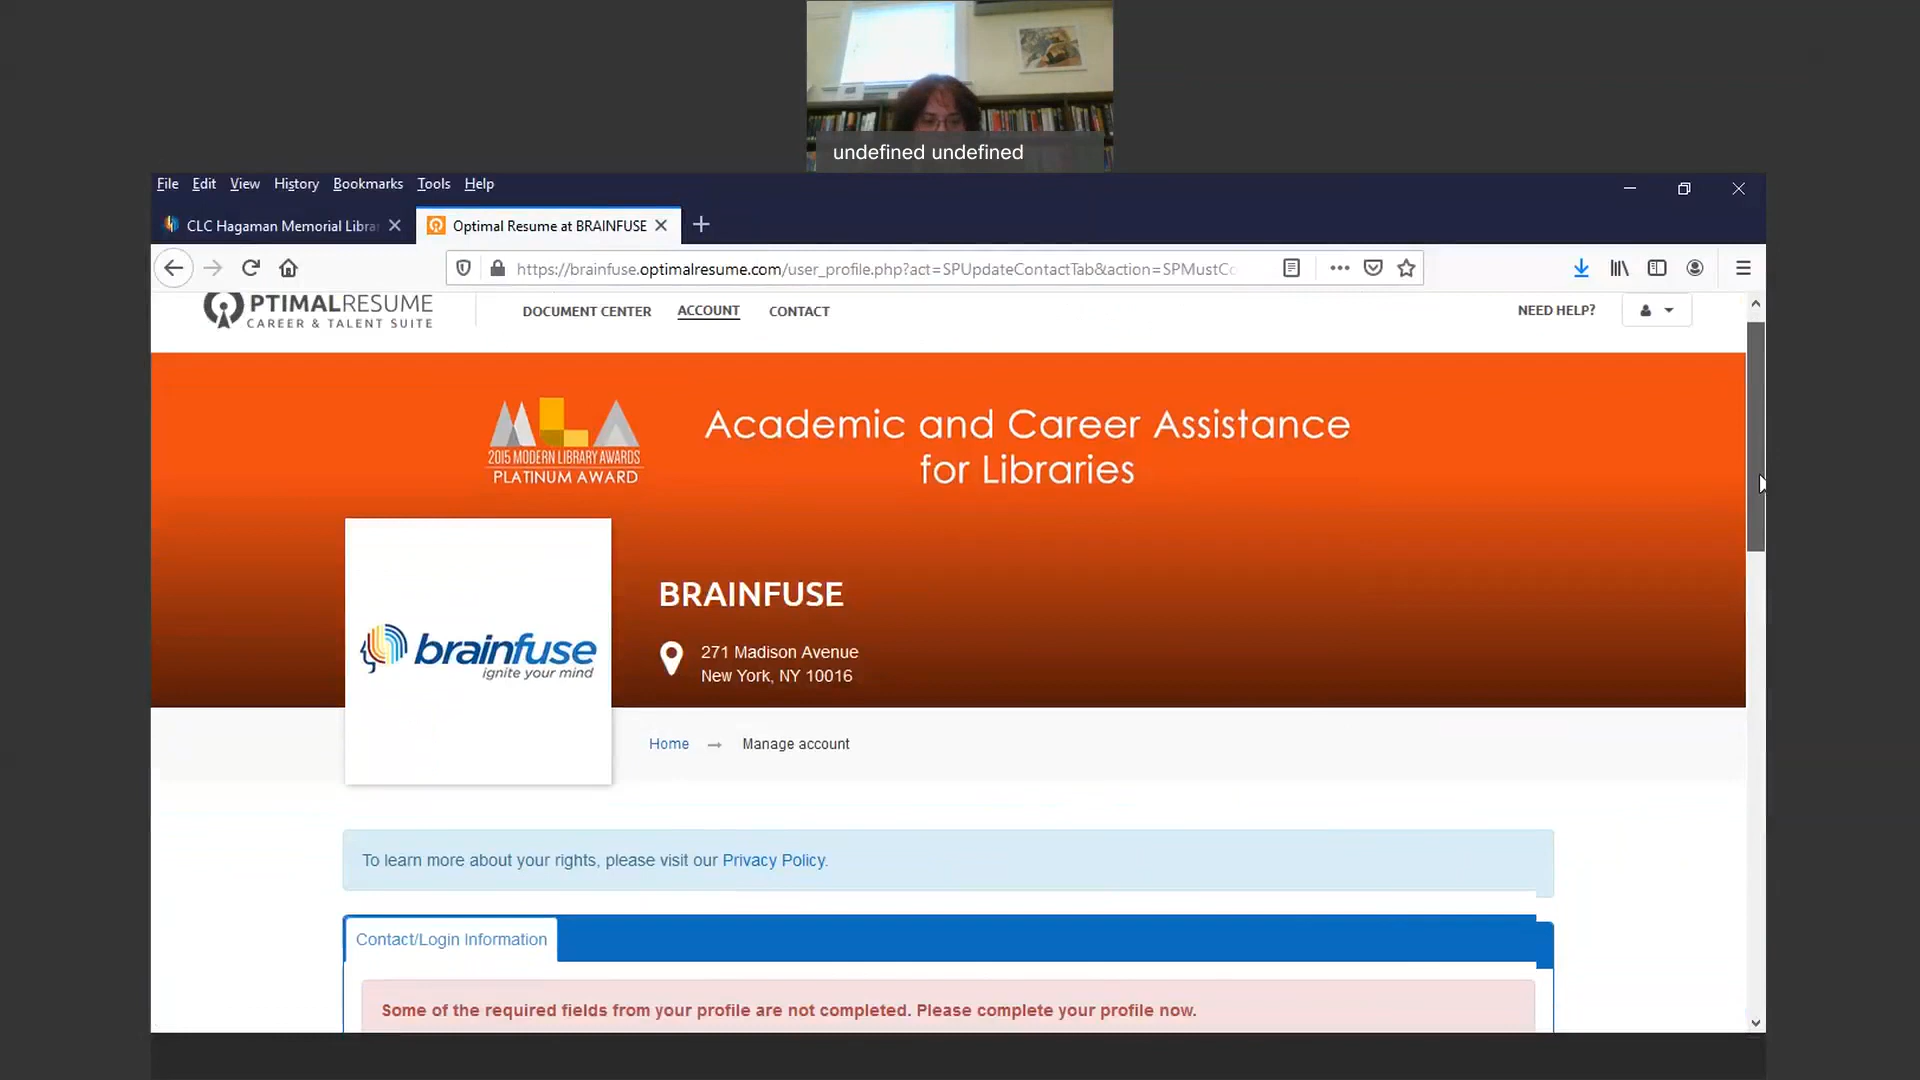 undefined undefined
File Edit View History Bookmarks Tools Help
CLC Hagaman Memorial Libra
Optimal Resume at BRAINFUSE
https://brainfuse.optimalresume.com/user_profile.php?act=SPUpdateContactTab&action=SPMustCo
OPTIMALRESUME
CAREER & TALENT SUITE
DOCUMENT CENTER ACCOUNT CONTACT NEED HELP?
MLA
2015 MODERN LIBRARY AWARDS
PLATINUM AWARD
Academic and Career Assistance
for Libraries
brainfuse
ignite your mind
BRAINFUSE
271 Madison Avenue
New York, NY 10016
Home → Manage account
To learn more about your rights, please visit our Privacy Policy.
Contact/Login Information
Some of the required fields from your profile are not completed. Please complete your profile now.